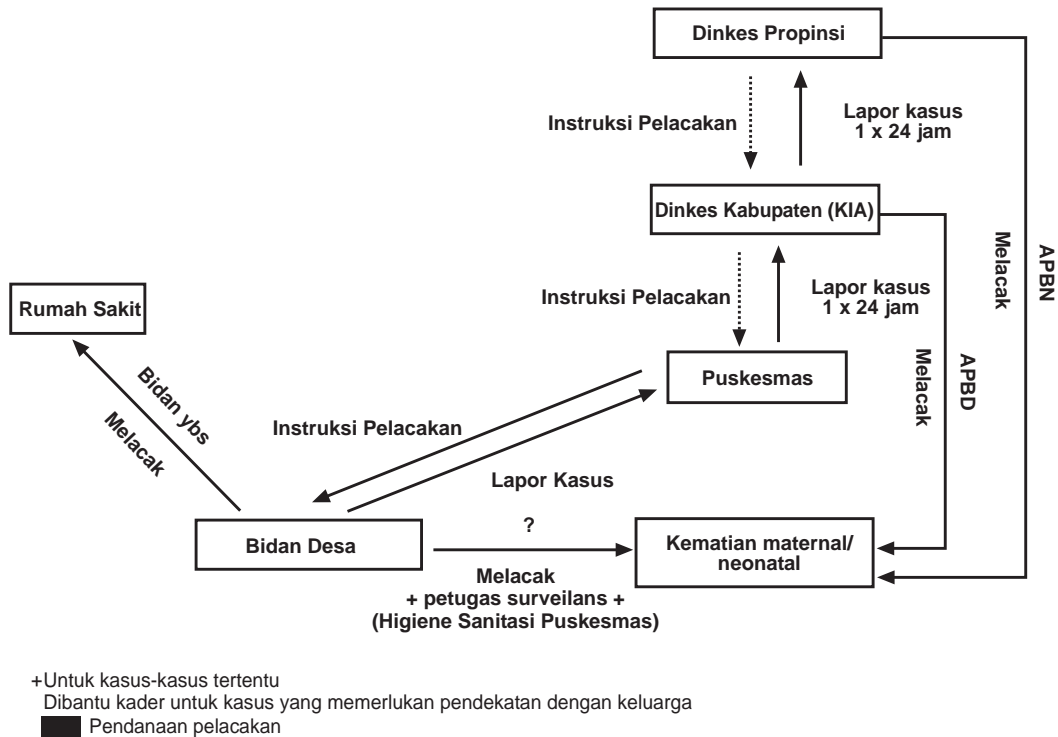 Dinkes Propinsi
Instruksi Pelacakan
Lapor kasus
1 x 24 jam
Dinkes Kabupaten (KIA)
Instruksi Pelacakan
Lapor kasus
1 x 24 jam
Melacak
APBN
Rumah Sakit
Puskesmas
Melacak
APBD
Bidan ybs
Melacak
Instruksi Pelacakan
Lapor Kasus
Bidan Desa
?
Melacak
+ petugas surveilans +
(Higiene Sanitasi Puskesmas)
Kematian maternal/
neonatal
+Untuk kasus-kasus tertentu
Dibantu kader untuk kasus yang memerlukan pendekatan dengan keluarga
Pendanaan pelacakan